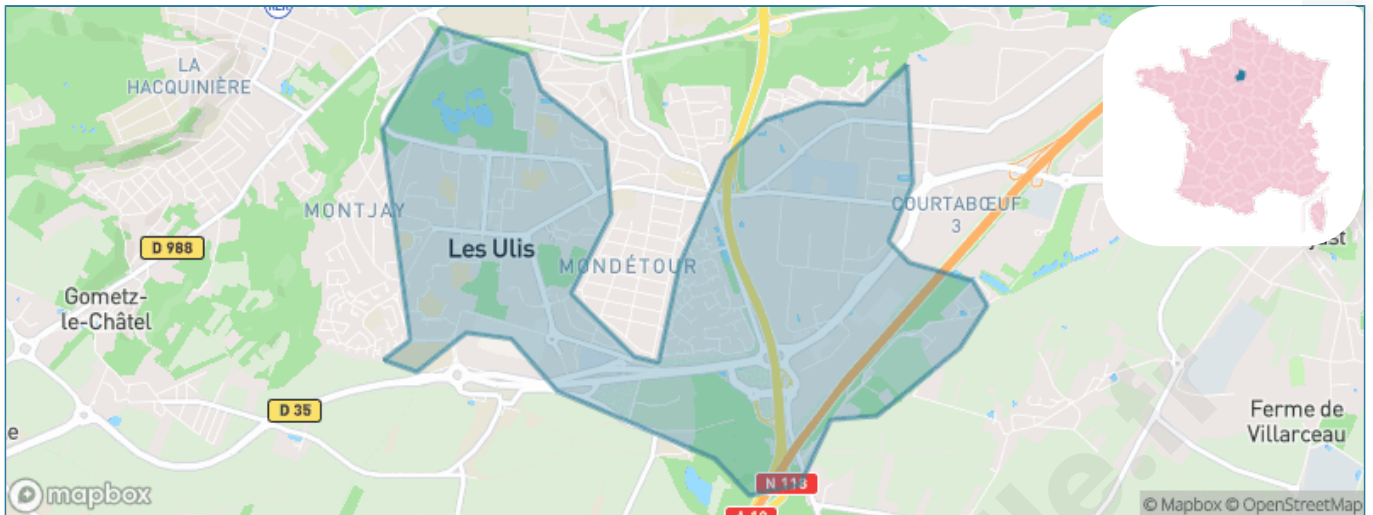 LA
HACQUINIÈRE
MONTJAY
D 988
Les Ulis
MONDÉTOUR
COURTABŒUF
3
Gometz-
le-Châtel
D 35
Ferme de
Villarceau
N 118
mapbox
© Mapbox © OpenStreetMap